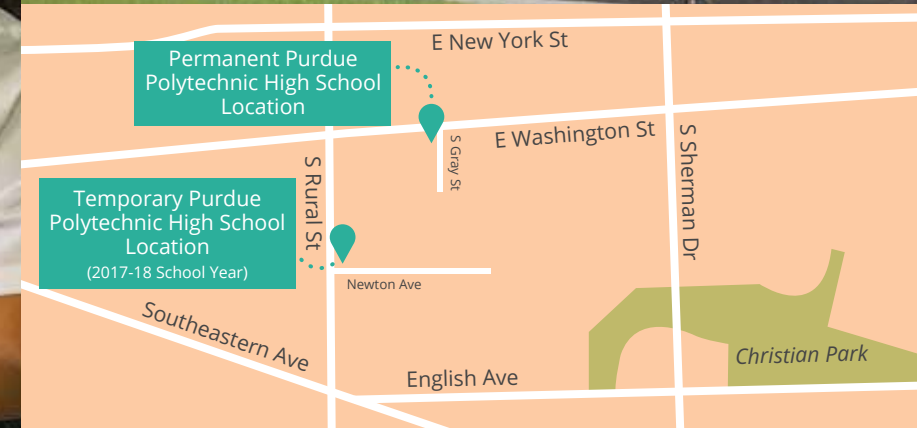 E New York St
Permanent Purdue
Polytechnic High School
Location
E Washington St
S Gray St
S Sherman Dr
S Rural St
Temporary Purdue
Polytechnic High School
Location
(2017-18 School Year)
Newton Ave
Southeastern Ave
Christian Park
English Ave